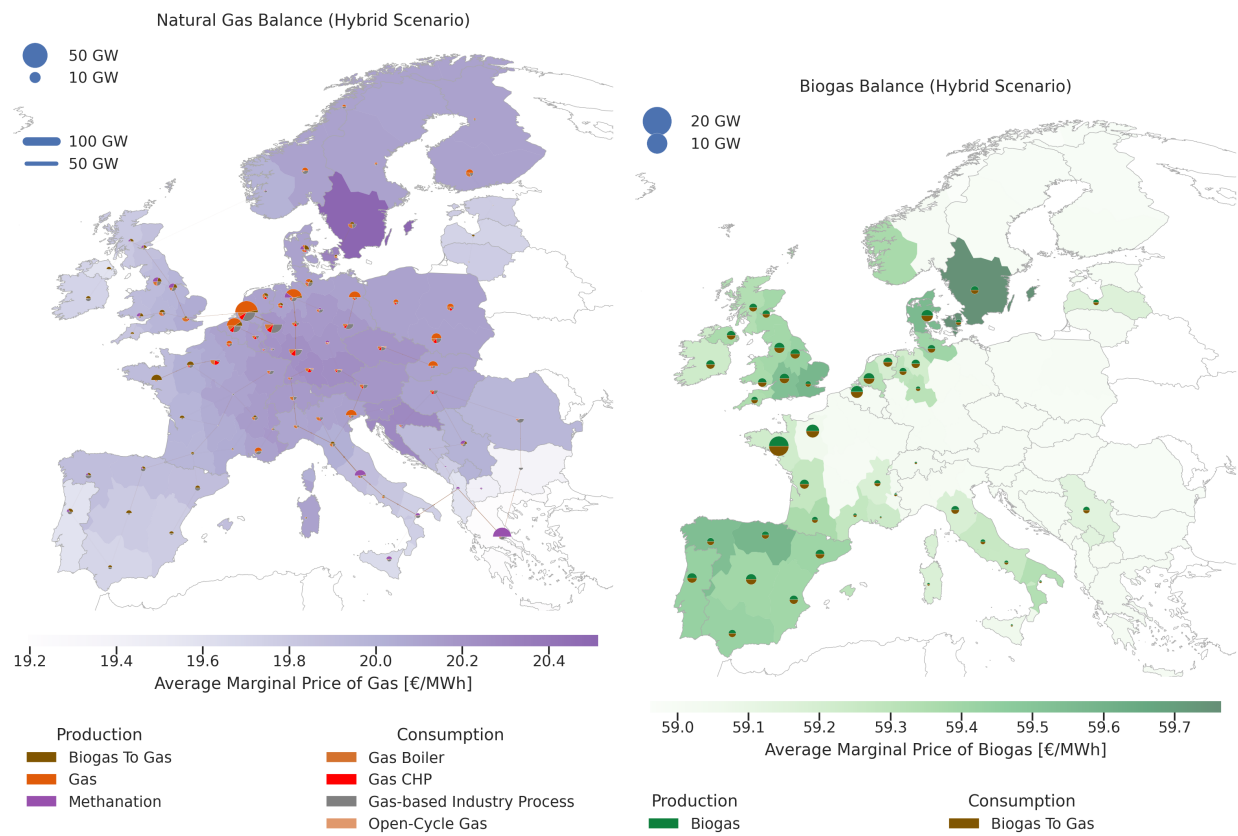 Natural Gas Balance (Hybrid Scenario)
50 GW
10 GW
100 GW
50 GW
19.2 19.4 19.6 19.8 20.0 20.2 20.4
Average Marginal Price of Gas [€/MWh]
Production
Biogas To Gas
Gas
Methanation
Consumption
Gas Boiler
Gas CHP
Gas-based Industry Process
Open-Cycle Gas
Biogas Balance (Hybrid Scenario)
20 GW
10 GW
59.0 59.1 59.2 59.3 59.4 59.5 59.6 59.7
Average Marginal Price of Biogas [€/MWh]
Production
Biogas
Consumption
Biogas To Gas